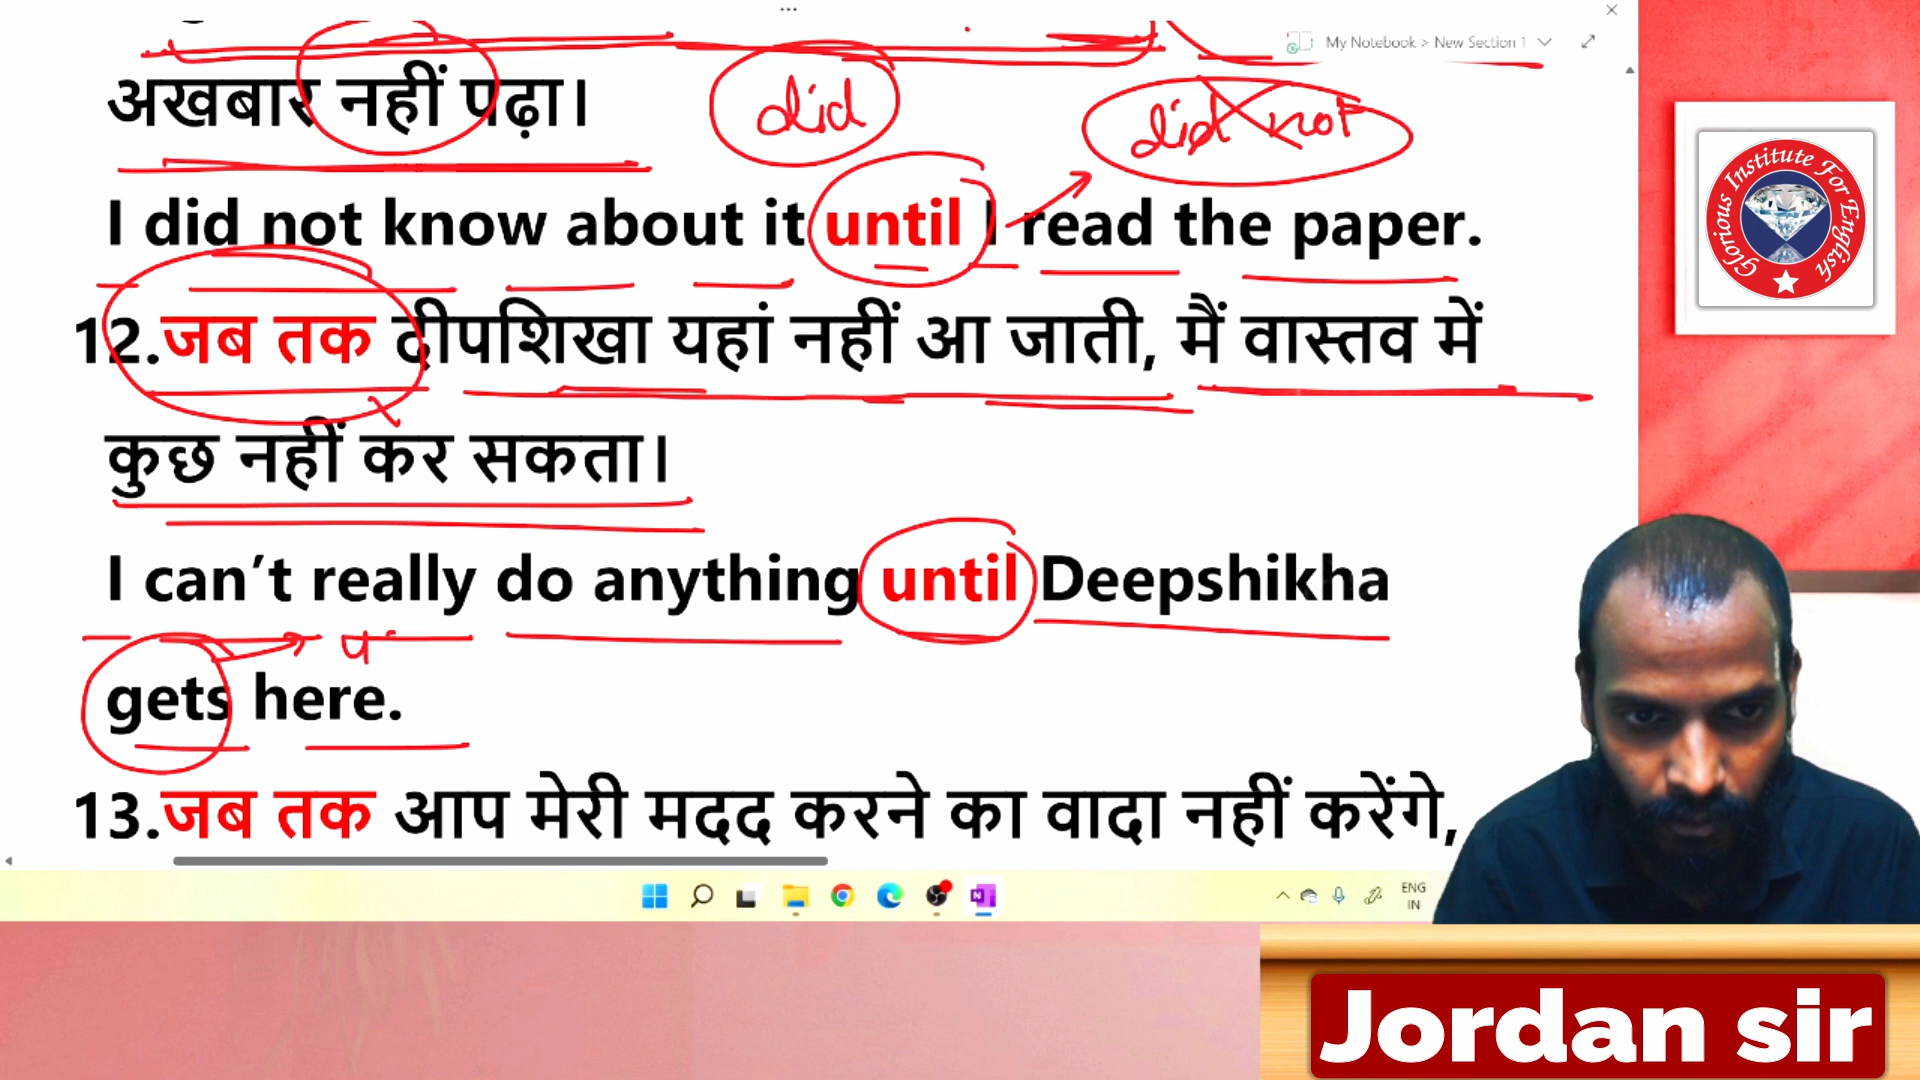 ...
My Notebook > New Section 1
अखबार नहीं पढ़ा।
did
did not
I did not know about it until I read the paper.
12.जब तक दीपशिखा यहां नहीं आ जाती, मैं वास्तव में
कुछ नहीं कर सकता।
I can't really do anything until Deepshikha
gets here.
13.जब तक आप मेरी मदद करने का वादा नहीं करेंगे,
ENG
IN
Glorious Institute For English
Jordan sir